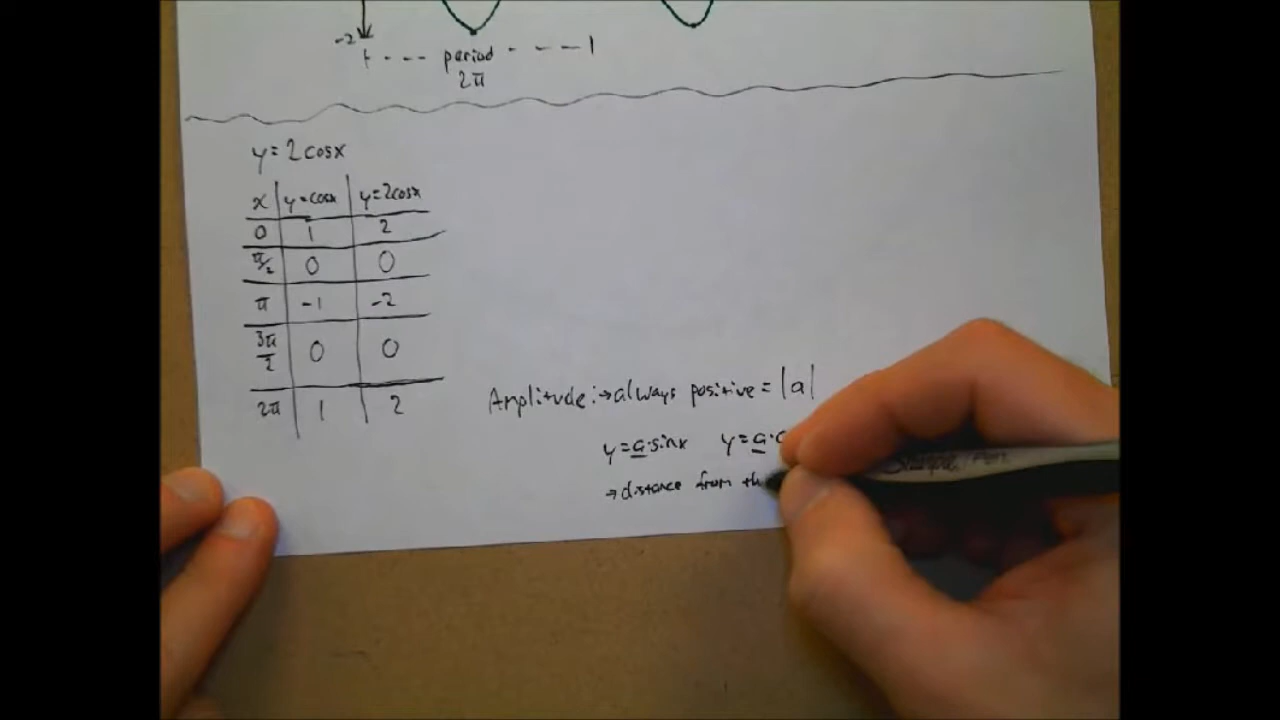 -2
period
2π
y=2cosx
x y=cosx y=2cosx
0 1 2
π/2 0 0
π -1 -2
3π/2 0 0
2π 1 2
Amplitude:→always positive = |a|
y=a·sinx y=a·c
→distance from th